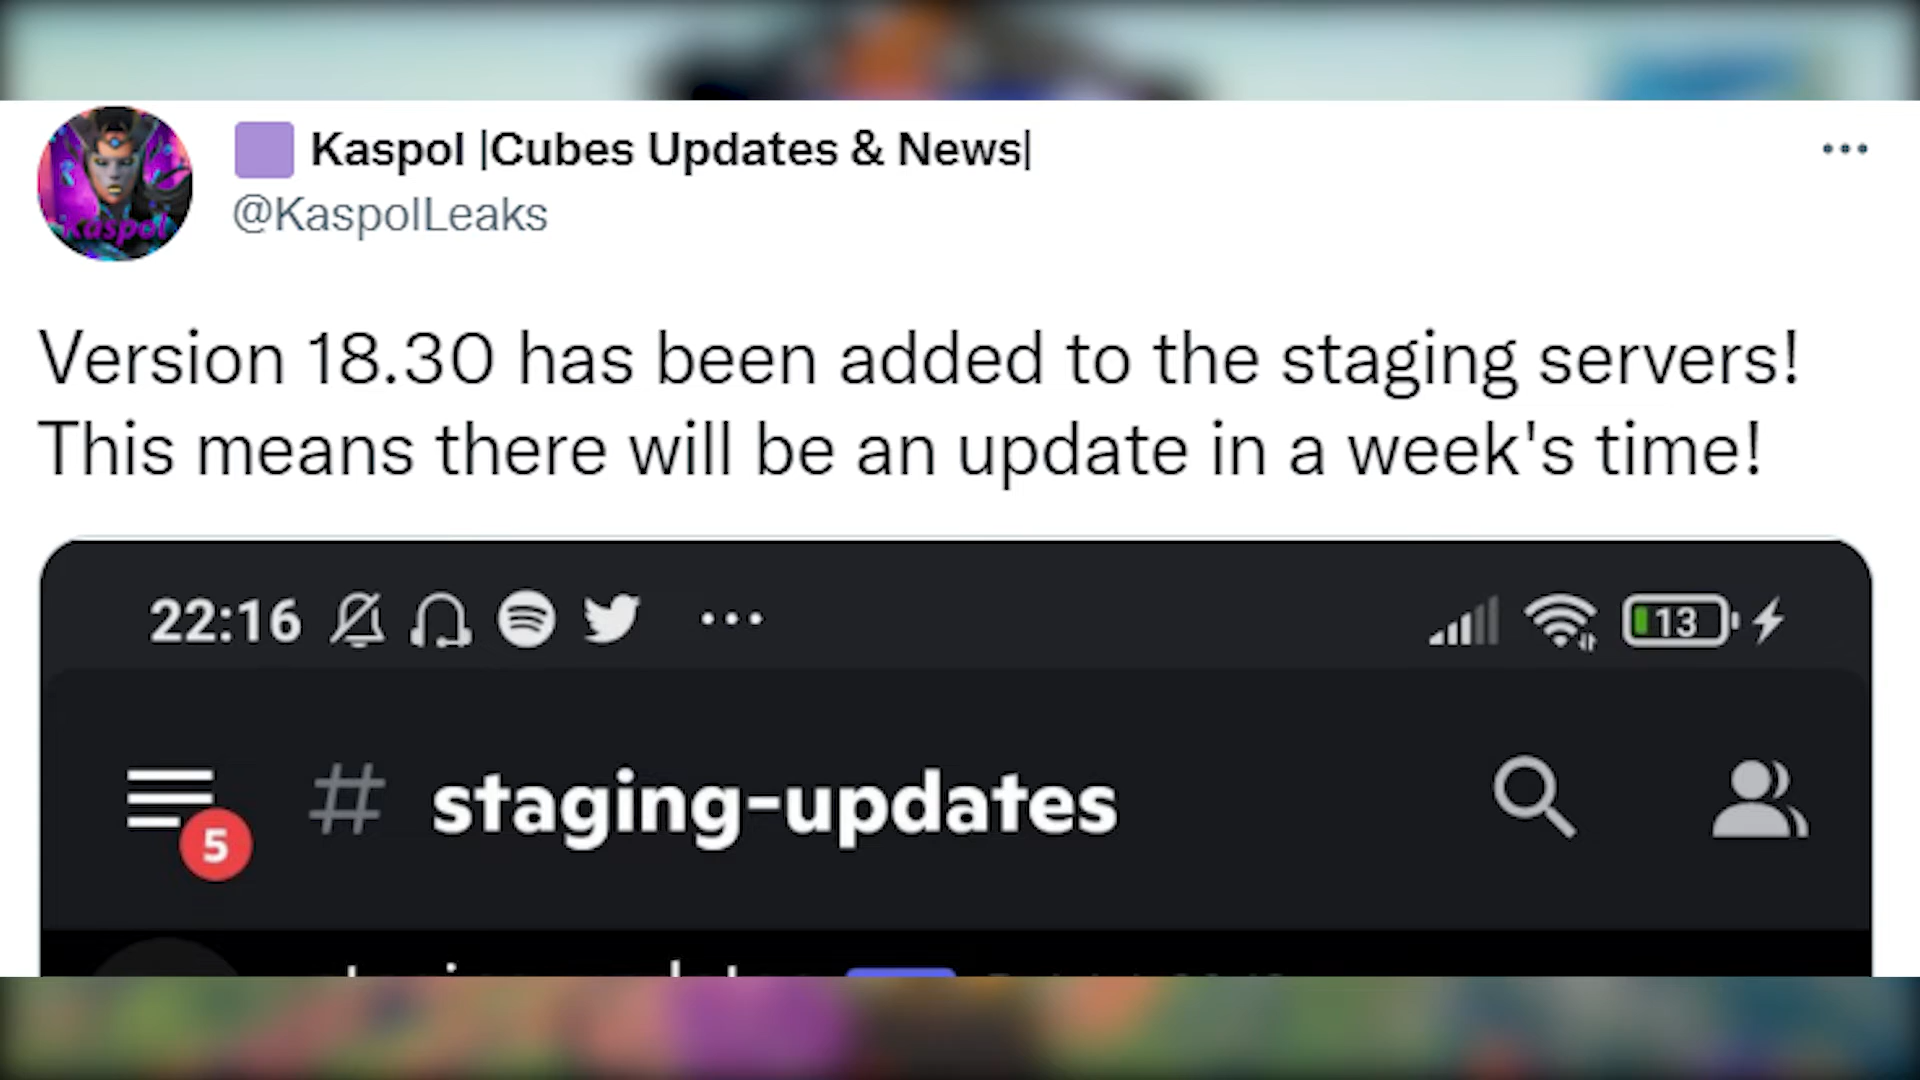 Kaspol |Cubes Updates & News|
@KaspolLeaks
Kaspol
Version 18.30 has been added to the staging servers!
This means there will be an update in a week's time!
22:16
13
# staging-updates
5